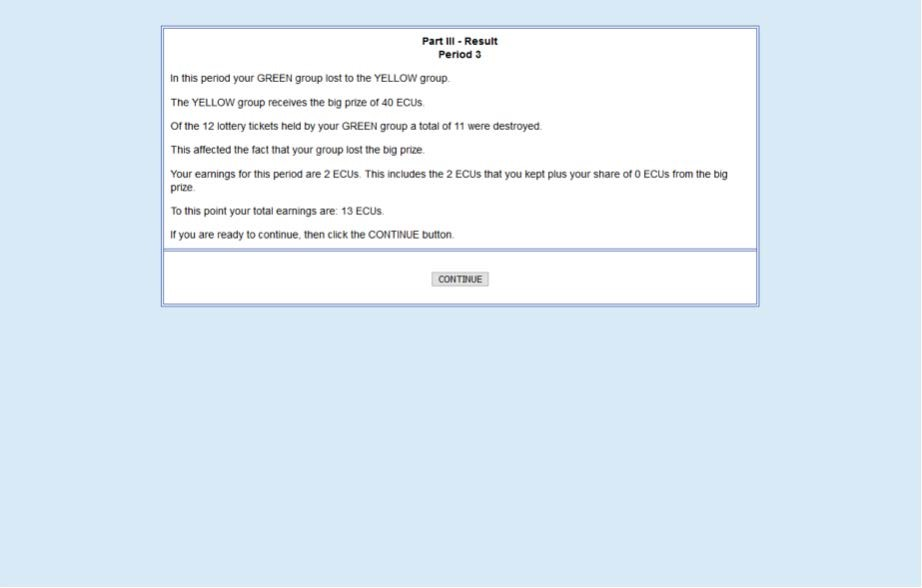 Part III - Result
Period 3
In this period your GREEN group lost to the YELLOW group.
The YELLOW group receives the big prize of 40 ECUs.
Of the 12 lottery tickets held by your GREEN group a total of 11 were destroyed.
This affected the fact that your group lost the big prize.
Your earnings for this period are 2 ECUs. This includes the 2 ECUs that you kept plus your share of 0 ECUs from the big
prize.
To this point your total earnings are: 13 ECUs.
If you are ready to continue, then click the CONTINUE button.
CONTINUE